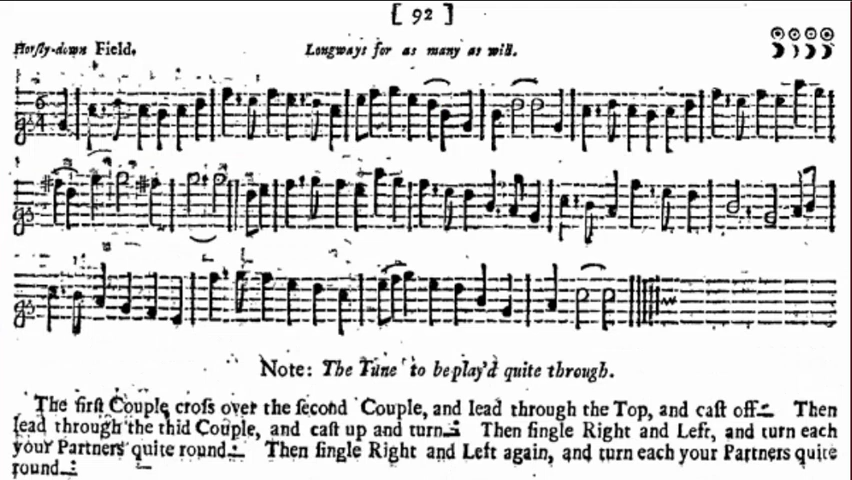 [ 92 ]
Horſly-down Field. Longways for as many as will.
6
4
Note: The Tune to be play'd quite through.
The firſt Couple croſs over the ſecond Couple, and lead through the Top, and caſt off Then
lead through the thid Couple, and caſt up and turn Then ſingle Right and Left, and turn each
your Partners quite round Then ſingle Right and Left again, and turn each your Partners quite
round